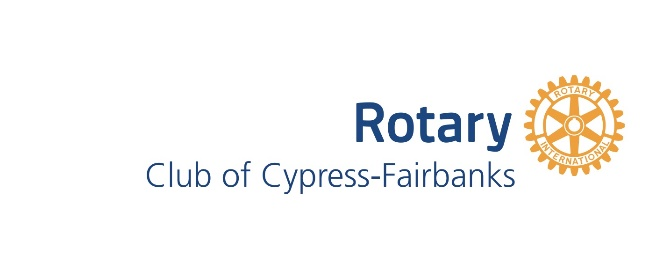 Rotary
Club of Cypress-Fairbanks
ROTARY
INTERNATIONAL